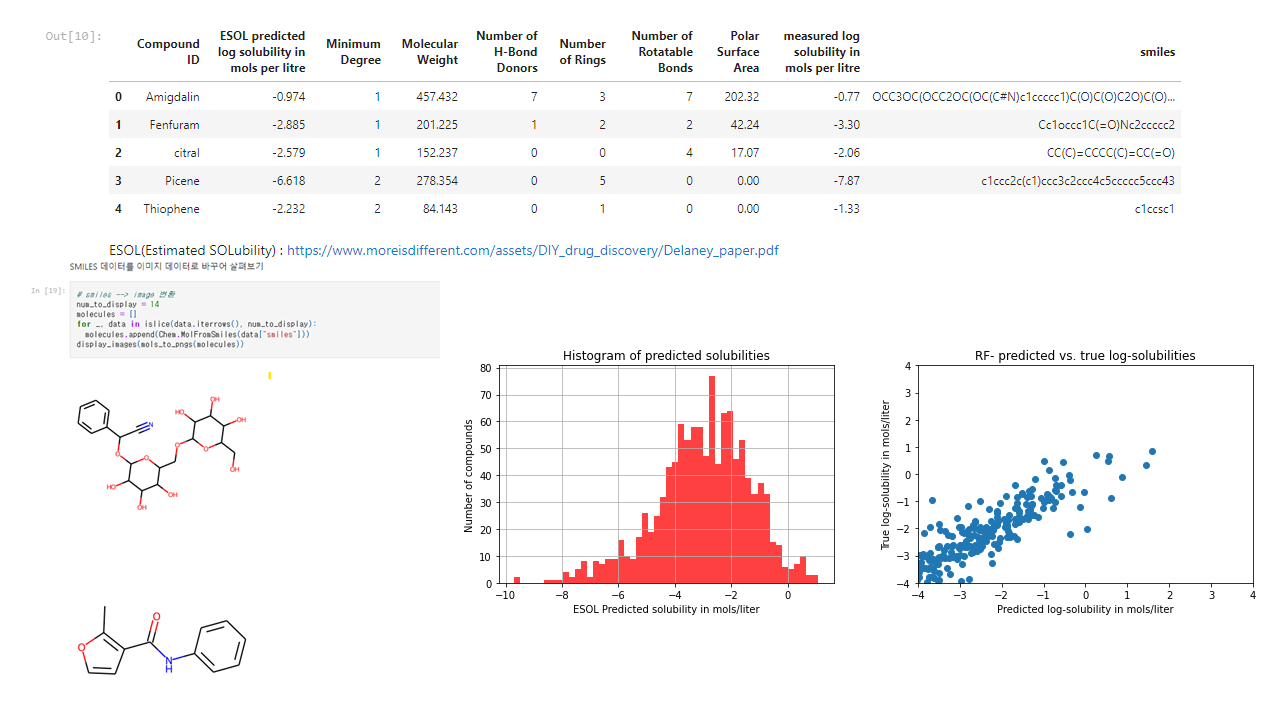 Out[10]:
Compound ID ESOL predicted log solubility in mols per litre Minimum Degree Molecular Weight Number of H-Bond Donors Number of Rings Number of Rotatable Bonds Polar Surface Area measured log solubility in mols per litre smiles
0 Amigdalin -0.974 1 457.432 7 3 7 202.32 -0.77 OCC3OC(OCC2OC(OC(C#N)c1ccccc1)C(O)C(O)C2O)C(O)...
1 Fenfuram -2.885 1 201.225 1 2 2 42.24 -3.30 Cc1occc1C(=O)Nc2ccccc2
2 citral -2.579 1 152.237 0 0 4 17.07 -2.06 CC(C)=CCCC(C)=CC(=O)
3 Picene -6.618 2 278.354 0 5 0 0.00 -7.87 c1ccc2c(c1)ccc3c2ccc4c5ccccc5ccc43
4 Thiophene -2.232 2 84.143 0 1 0 0.00 -1.33 c1ccsc1
ESOL(Estimated SOLubility) : https://www.moreisdifferent.com/assets/DIY_drug_discovery/Delaney_paper.pdf
SMILES 데이터를 이미지 데이터로 바꾸어 살펴보기
In [19]:
# smiles --> image 변환
num_to_display = 14
molecules = []
for _, data in islice(data.iterrows(), num_to_display):
molecules.append(Chem.MolFromSmiles(data["smiles"]))
display_images(mols_to_pngs(molecules))
N
O
O
HO
OH
OH
O
O
HO
OH
OH
OH
O
O
N
H
Histogram of predicted solubilities
Number of compounds
80
70
60
50
40
30
20
10
0
−10 −8 −6 −4 −2 0
ESOL Predicted solubility in mols/liter
RF- predicted vs. true log-solubilities
True log-solubility in mols/liter
4
3
2
1
0
−1
−2
−3
−4
−4 −3 −2 −1 0 1 2 3 4
Predicted log-solubility in mols/liter